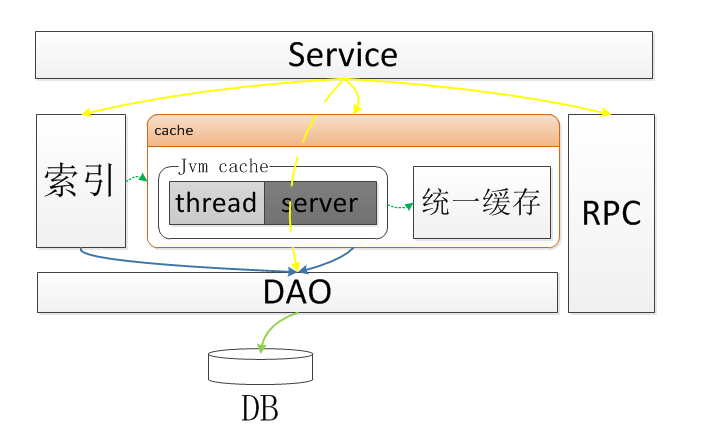 Service
cache
索引
Jvm cache
thread
server
统一缓存
RPC
DAO
DB